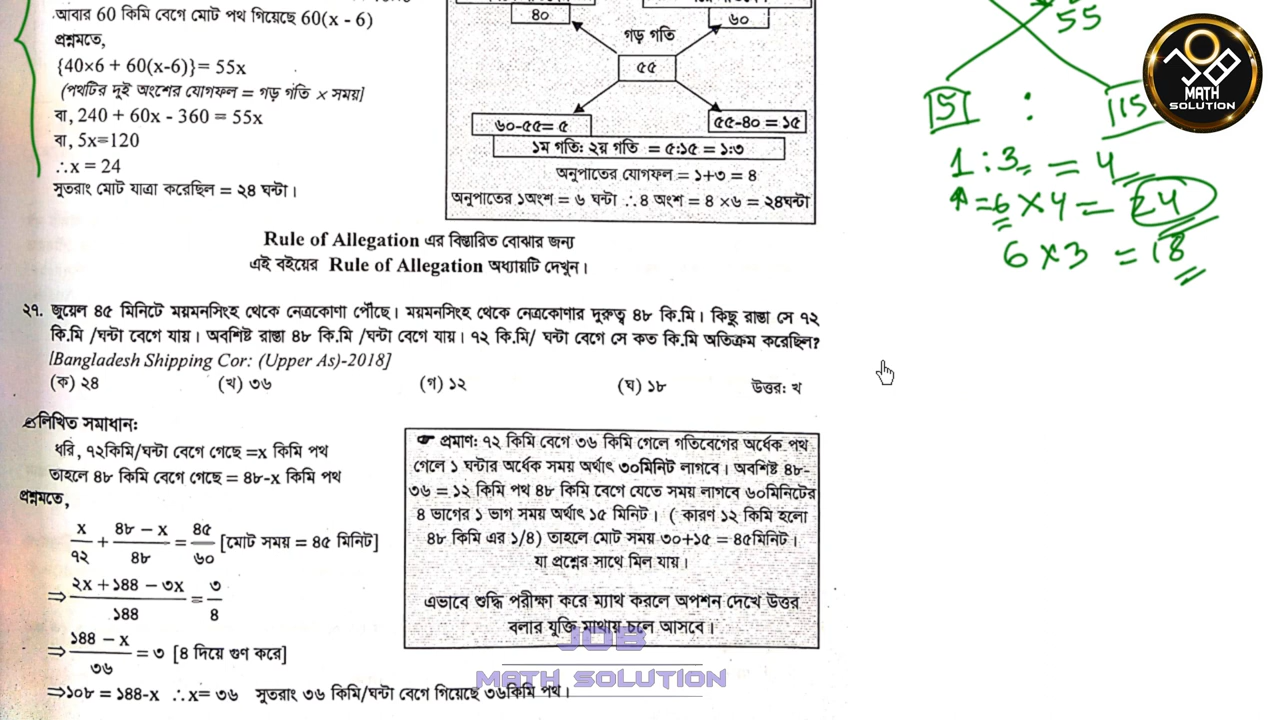 আবার 60 কিমি বেগে মোট পথ গিয়েছে 60(x - 6)
প্রশ্নমতে,
{40×6 + 60(x-6)}= 55x
(পথটির দুই অংশের যোগফল = গড় গতি × সময়]
বা, 240 + 60x - 360 = 55x
বা, 5x=120
∴x = 24
সুতরাং মোট যাত্রা করেছিল = ২৪ ঘন্টা।
৪০
৬০
গড় গতি
৫৫
৬০-৫৫= ৫
৫৫-৪০ = ১৫
১ম গতি: ২য় গতি = ৫:১৫ = ১:৩
অনুপাতের যোগফল = ১+৩ = ৪
অনুপাতের ১অংশ = ৬ ঘন্টা ∴৪ অংশ = ৪ ×৬ = ২৪ঘন্টা
55
5 : 15
1 : 3 = 4
= 6 × 4 = 24
6 × 3 = 18
MATH
SOLUTION
Rule of Allegation এর বিস্তারিত বোঝার জন্য
এই বইয়ের Rule of Allegation অধ্যায়টি দেখুন।
২৭. জুয়েল ৪৫ মিনিটে ময়মনসিংহ থেকে নেত্রকোণা পৌঁছে। ময়মনসিংহ থেকে নেত্রকোণার দুরুত্ব ৪৮ কি.মি। কিছু রাস্তা সে ৭২
কি.মি /ঘন্টা বেগে যায়। অবশিষ্ট রাস্তা ৪৮ কি.মি /ঘন্টা বেগে যায়। ৭২ কি.মি/ ঘন্টা বেগে সে কত কি.মি অতিক্রম করেছিল?
[Bangladesh Shipping Cor: (Upper As)-2018]
(ক) ২৪ (খ) ৩৬ (গ) ১২ (ঘ) ১৮ উত্তর: খ
লিখিত সমাধান:
ধরি, ৭২কিমি/ঘন্টা বেগে গেছে =x কিমি পথ
তাহলে ৪৮ কিমি বেগে গেছে = ৪৮-x কিমি পথ
প্রশ্নমতে,
x/৭২ + ৪৮ – x/৪৮ = ৪৫/৬০ [মোট সময় = ৪৫ মিনিট]
⇒ ২x + ১৪৪ – ৩x/১৪৪ = ৩/৪
⇒ ১৪৪ – x/৩৬ = ৩ [৪ দিয়ে গুণ করে]
⇒১০৮ = ১৪৪-x ∴x= ৩৬ সুতরাং ৩৬ কিমি/ঘন্টা বেগে গিয়েছে ৩৬কিমি পথ।
☛ প্রমাণ: ৭২ কিমি বেগে ৩৬ কিমি গেলে গতিবেগের অর্ধেক পথ
গেলে ১ ঘন্টার অর্ধেক সময় অর্থাৎ ৩০মিনিট লাগবে। অবশিষ্ট ৪৮-
৩৬ = ১২ কিমি পথ ৪৮ কিমি বেগে যেতে সময় লাগবে ৬০মিনিটের
৪ ভাগের ১ ভাগ সময় অর্থাৎ ১৫ মিনিট। ( কারণ ১২ কিমি হলো
৪৮ কিমি এর ১/৪) তাহলে মোট সময় ৩০+১৫ = ৪৫মিনিট।
যা প্রশ্নের সাথে মিল যায়।
এভাবে শুদ্ধি পরীক্ষা করে ম্যাথ করলে অপশন দেখে উত্তর
বলার যুক্তি মাথায় চলে আসবে।
JOB
MATH SOLUTION